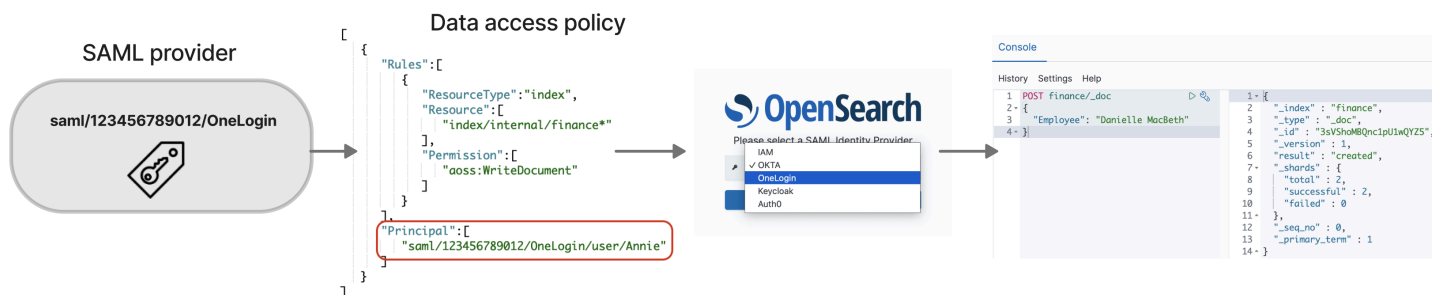 SAML provider
saml/123456789012/OneLogin
Data access policy
[
{
"Rules":[
{
"ResourceType":"index",
"Resource":[
"index/internal/finance*"
],
"Permission":[
"aoss:WriteDocument"
]
}
],
"Principal":[
"saml/123456789012/OneLogin/user/Annie"
]
}
]
OpenSearch
Please select a SAML Identity Provider
IAM
✓ OKTA
OneLogin
Keycloak
Auth0
Console
History Settings Help
1 POST finance/_doc
2 {
3 "Employee": "Danielle MacBeth"
4 }
1 {
2 "_index" : "finance",
3 "_type" : "_doc",
4 "_id" : "3sVShoMBQnc1pU1wQYZ5",
5 "_version" : 1,
6 "result" : "created",
7 "_shards" : {
8 "total" : 2,
9 "successful" : 2,
10 "failed" : 0
11 },
12 "_seq_no" : 0,
13 "_primary_term" : 1
14 }